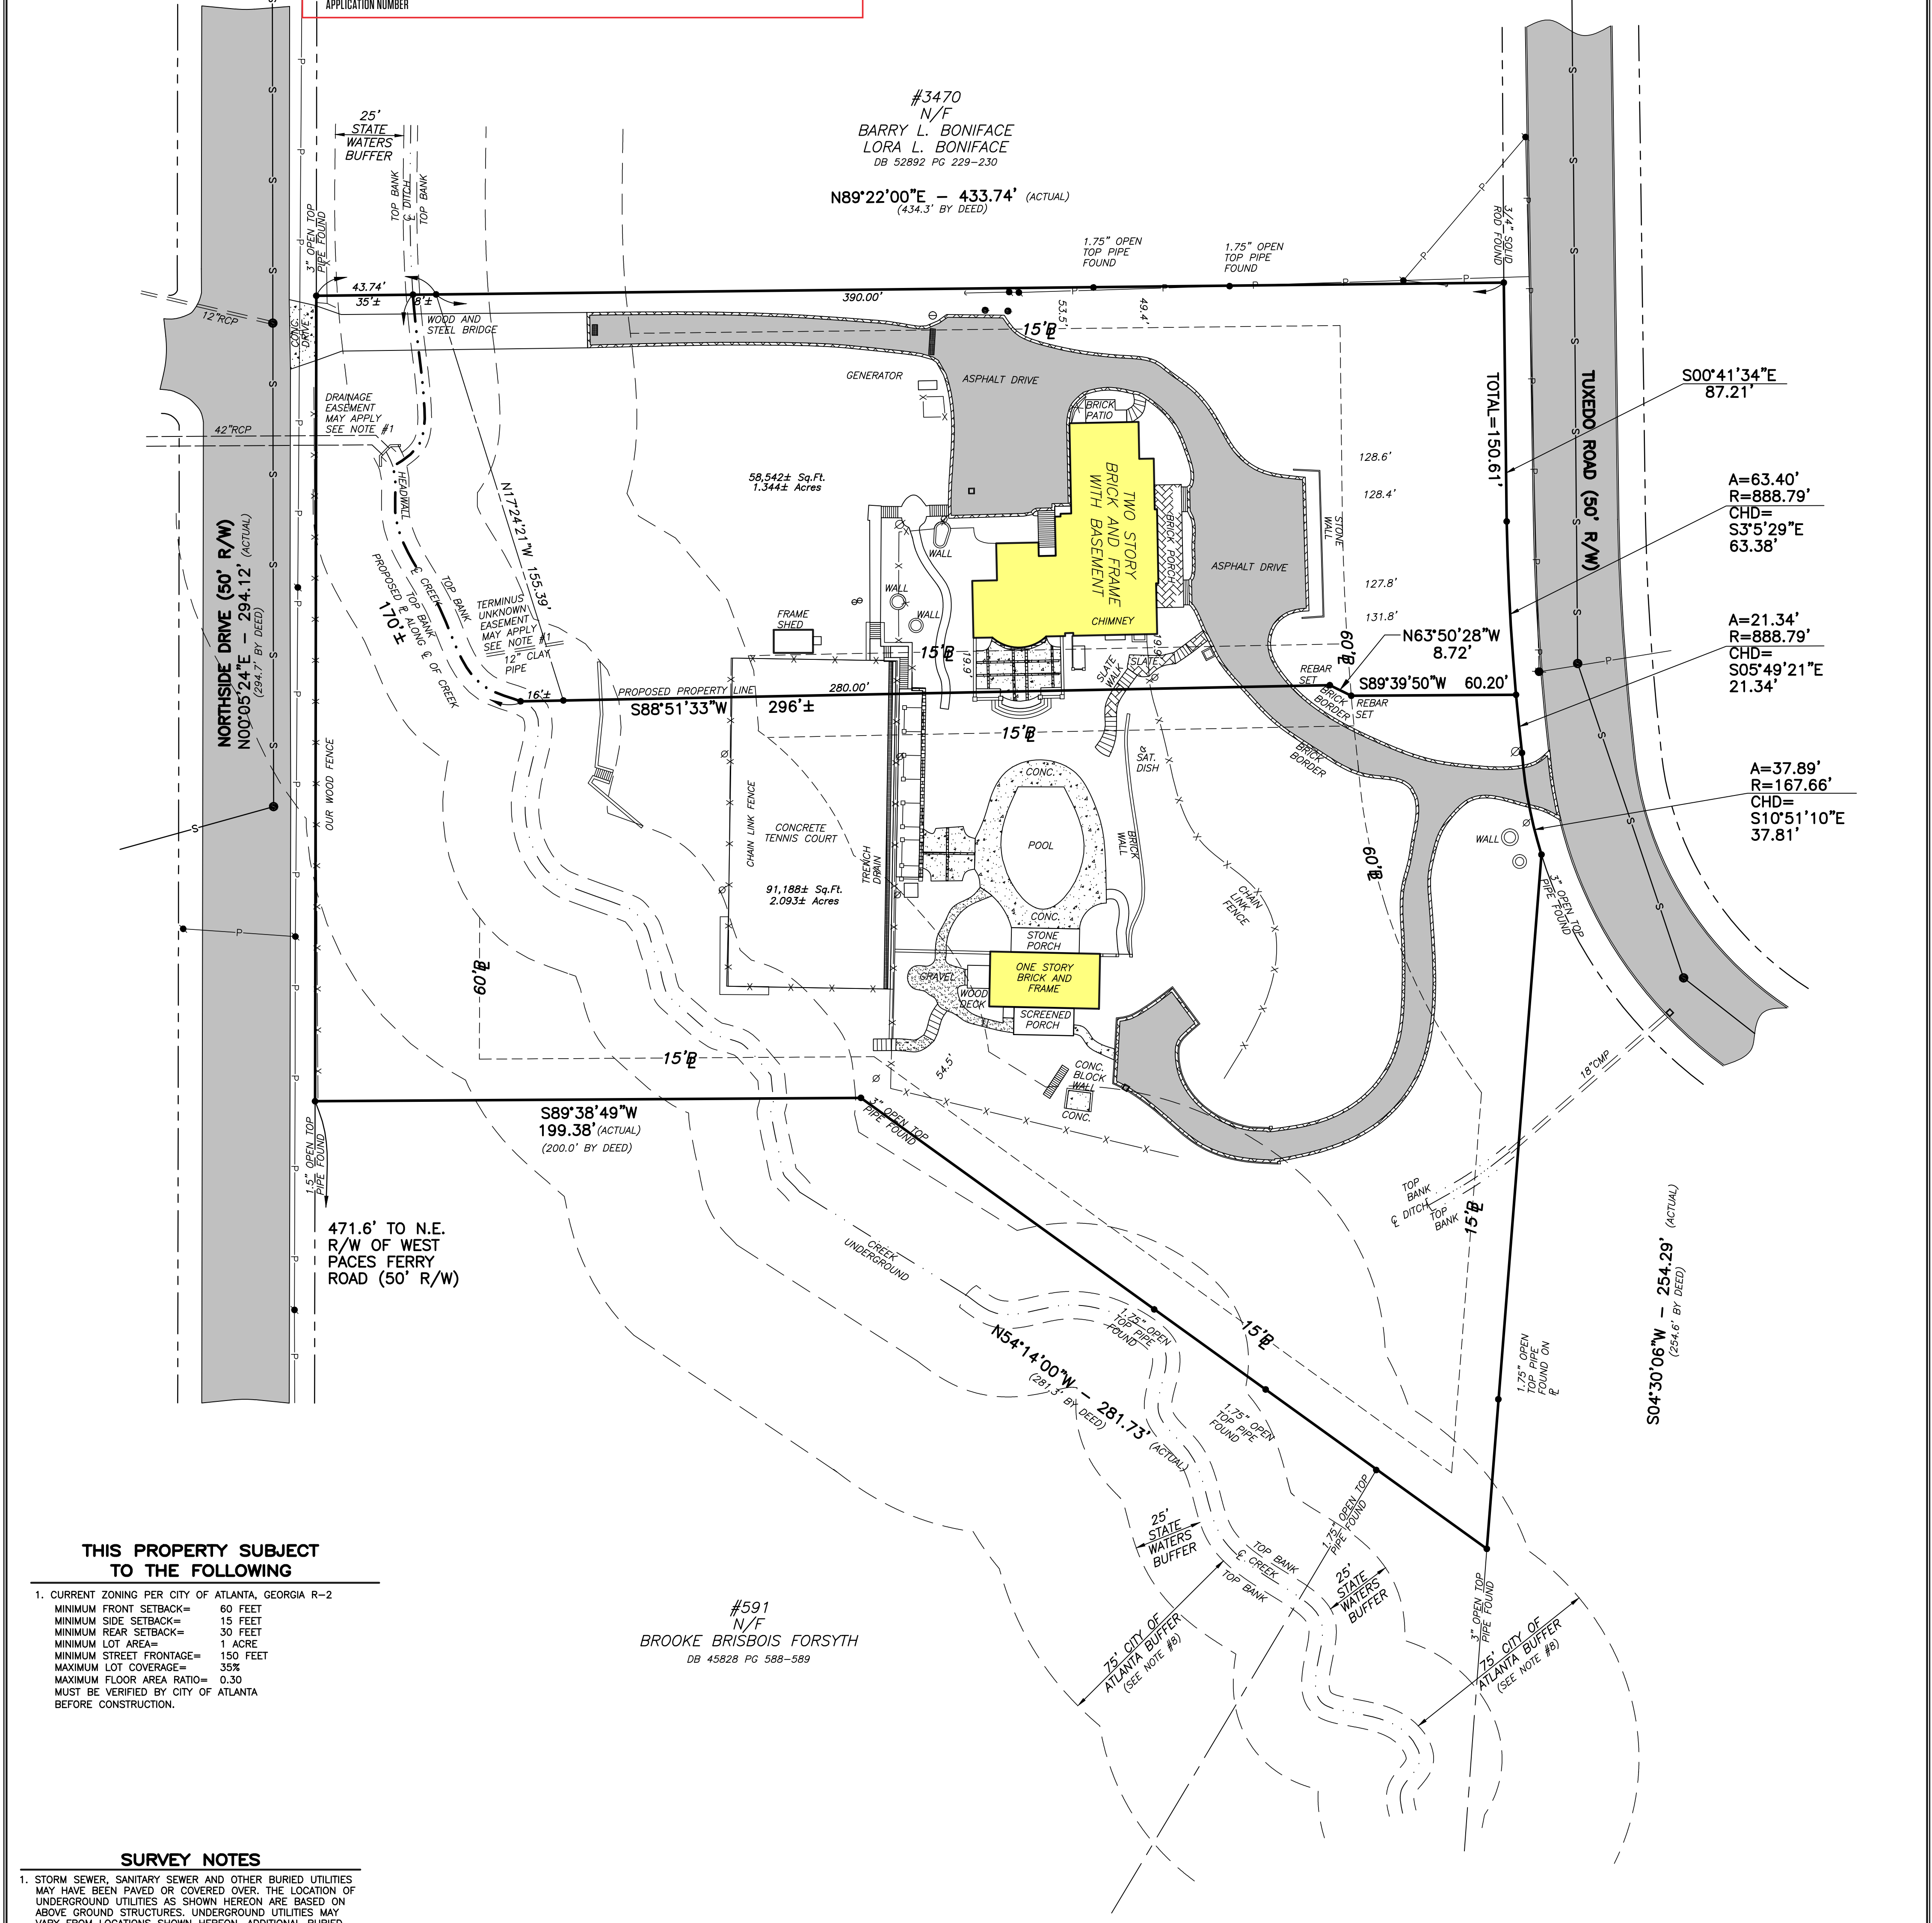 APPLICATION NUMBER
#3470
N/F
BARRY L. BONIFACE
LORA L. BONIFACE
DB 52892 PG 229-230
N89°22'00"E - 433.74' (ACTUAL)
(434.3' BY DEED)
25'
STATE
WATERS
BUFFER
TOP BANK
℄ DITCH
TOP BANK
3" OPEN TOP
PIPE FOUND
1.75" OPEN
TOP PIPE
FOUND
1.75" OPEN
TOP PIPE
FOUND
3/4" SOLID
ROD FOUND
43.74'
35'±
8'±
390.00'
53.5'
49.4'
12"RCP
CONC.
DRIVE
WOOD AND
STEEL BRIDGE
15'BL
GENERATOR
ASPHALT DRIVE
BRICK
PATIO
DRAINAGE
EASEMENT
MAY APPLY
SEE NOTE #1
42"RCP
HEADWALL
58,542± Sq.Ft.
1.344± Acres
TWO STORY
BRICK AND FRAME
WITH BASEMENT
BRICK PORCH
CHIMNEY
STONE
WALL
ASPHALT DRIVE
128.6'
128.4'
127.8'
131.8'
TOTAL=150.61'
TUXEDO ROAD (50' R/W)
S00°41'34"E
87.21'
A=63.40'
R=888.79'
CHD=
S3°5'29"E
63.38'
A=21.34'
R=888.79'
CHD=
S05°49'21"E
21.34'
A=37.89'
R=167.66'
CHD=
S10°51'10"E
37.81'
NORTHSIDE DRIVE (50' R/W)
N00°05'24"E - 294.12' (ACTUAL)
(294.7' BY DEED)
N17°24'21"W 155.39'
℄ CREEK
TOP BANK
TOP BANK
PROPOSED ℄ ALONG ℄ OF CREEK
170'±
TERMINUS
UNKNOWN
EASEMENT
MAY APPLY
SEE NOTE #1
12" CLAY
PIPE
WALL
WALL
WALL
FRAME
SHED
15'BL
19.9'
19.9'
SLATE
WALK
SLATE
60'BL
N63°50'28"W
8.72'
REBAR
SET
S89°39'50"W 60.20'
BRICK
BORDER
REBAR
SET
16'±
PROPOSED PROPERTY LINE
280.00'
S88°51'33"W
296'±
15'BL
BRICK
BORDER
SAT.
DISH
OUR WOOD FENCE
CHAIN LINK FENCE
CONCRETE
TENNIS COURT
TRENCH
DRAIN
91,188± Sq.Ft.
2.093± Acres
CONC.
POOL
CONC.
BRICK
WALL
CHAIN
LINK
FENCE
60'BL
WALL
3" OPEN TOP
PIPE FOUND
STONE
PORCH
GRAVEL
WOOD
DECK
ONE STORY
BRICK AND
FRAME
SCREENED
PORCH
60'BL
15'BL
54.5'
CONC.
BLOCK
WALL
CONC.
18"CMP
S89°38'49"W
199.38' (ACTUAL)
(200.0' BY DEED)
3" OPEN TOP
PIPE FOUND
1.5" OPEN TOP
PIPE FOUND
471.6' TO N.E.
R/W OF WEST
PACES FERRY
ROAD (50' R/W)
TOP
BANK
℄ DITCH
TOP
BANK
15'BL
CREEK
UNDERGROUND
1.75" OPEN
TOP PIPE
FOUND
15'BL
N54°14'00"W - 281.73' (ACTUAL)
(281.3' BY DEED)
1.75" OPEN
TOP PIPE
FOUND
1.75" OPEN
TOP PIPE
FOUND ON
S04°30'06"W - 254.29' (ACTUAL)
(254.6' BY DEED)
1.75" OPEN TOP
PIPE FOUND
25'
STATE
WATERS
BUFFER
TOP BANK
℄ CREEK
TOP BANK
25'
STATE
WATERS
BUFFER
3" OPEN TOP
PIPE FOUND
75' CITY OF
ATLANTA BUFFER
(SEE NOTE #8)
75' CITY OF
ATLANTA BUFFER
(SEE NOTE #8)
#591
N/F
BROOKE BRISBOIS FORSYTH
DB 45828 PG 588-589
THIS PROPERTY SUBJECT
TO THE FOLLOWING
1. CURRENT ZONING PER CITY OF ATLANTA, GEORGIA R-2
MINIMUM FRONT SETBACK= 60 FEET
MINIMUM SIDE SETBACK= 15 FEET
MINIMUM REAR SETBACK= 30 FEET
MINIMUM LOT AREA= 1 ACRE
MINIMUM STREET FRONTAGE= 150 FEET
MAXIMUM LOT COVERAGE= 35%
MAXIMUM FLOOR AREA RATIO= 0.30
MUST BE VERIFIED BY CITY OF ATLANTA
BEFORE CONSTRUCTION.
SURVEY NOTES
1. STORM SEWER, SANITARY SEWER AND OTHER BURIED UTILITIES
MAY HAVE BEEN PAVED OR COVERED OVER. THE LOCATION OF
UNDERGROUND UTILITIES AS SHOWN HEREON ARE BASED ON
ABOVE GROUND STRUCTURES. UNDERGROUND UTILITIES MAY
VARY FROM LOCATIONS SHOWN HEREON. ADDITIONAL BURIED